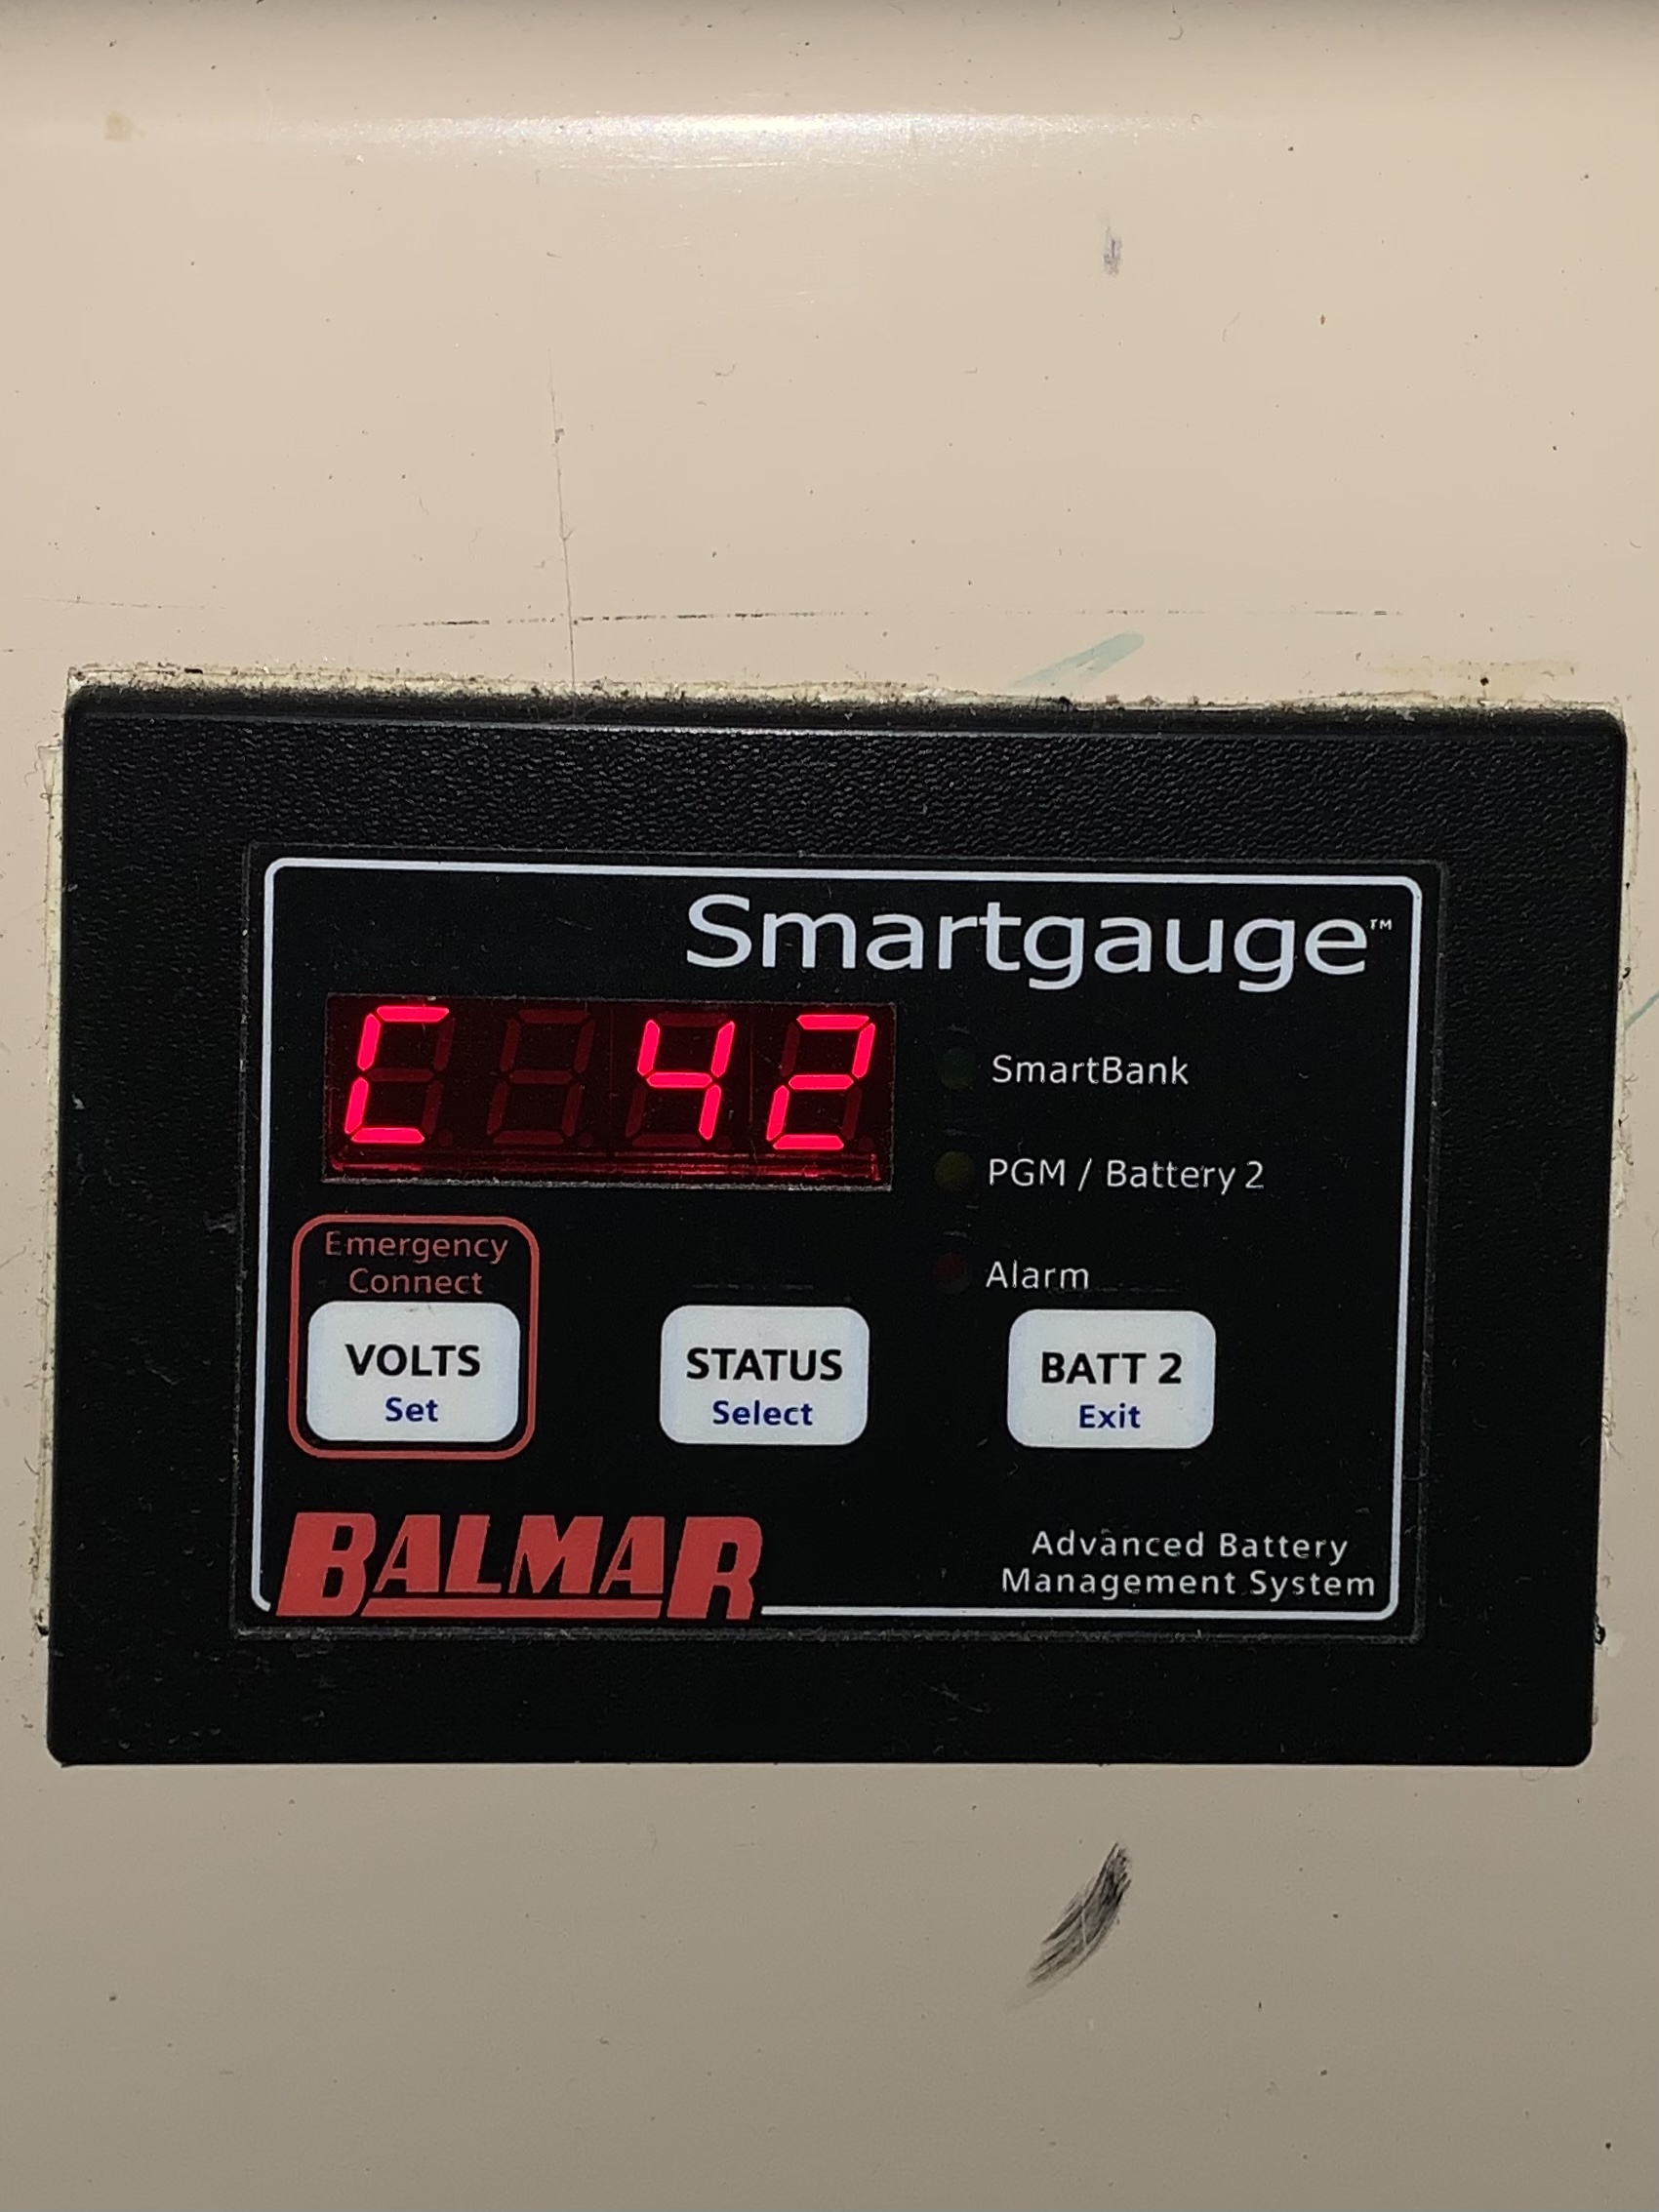 Smartgauge™
C 42
SmartBank
PGM / Battery 2
Alarm
Emergency
Connect
VOLTS
Set
STATUS
Select
BATT 2
Exit
BALMAR
Advanced Battery
Management System